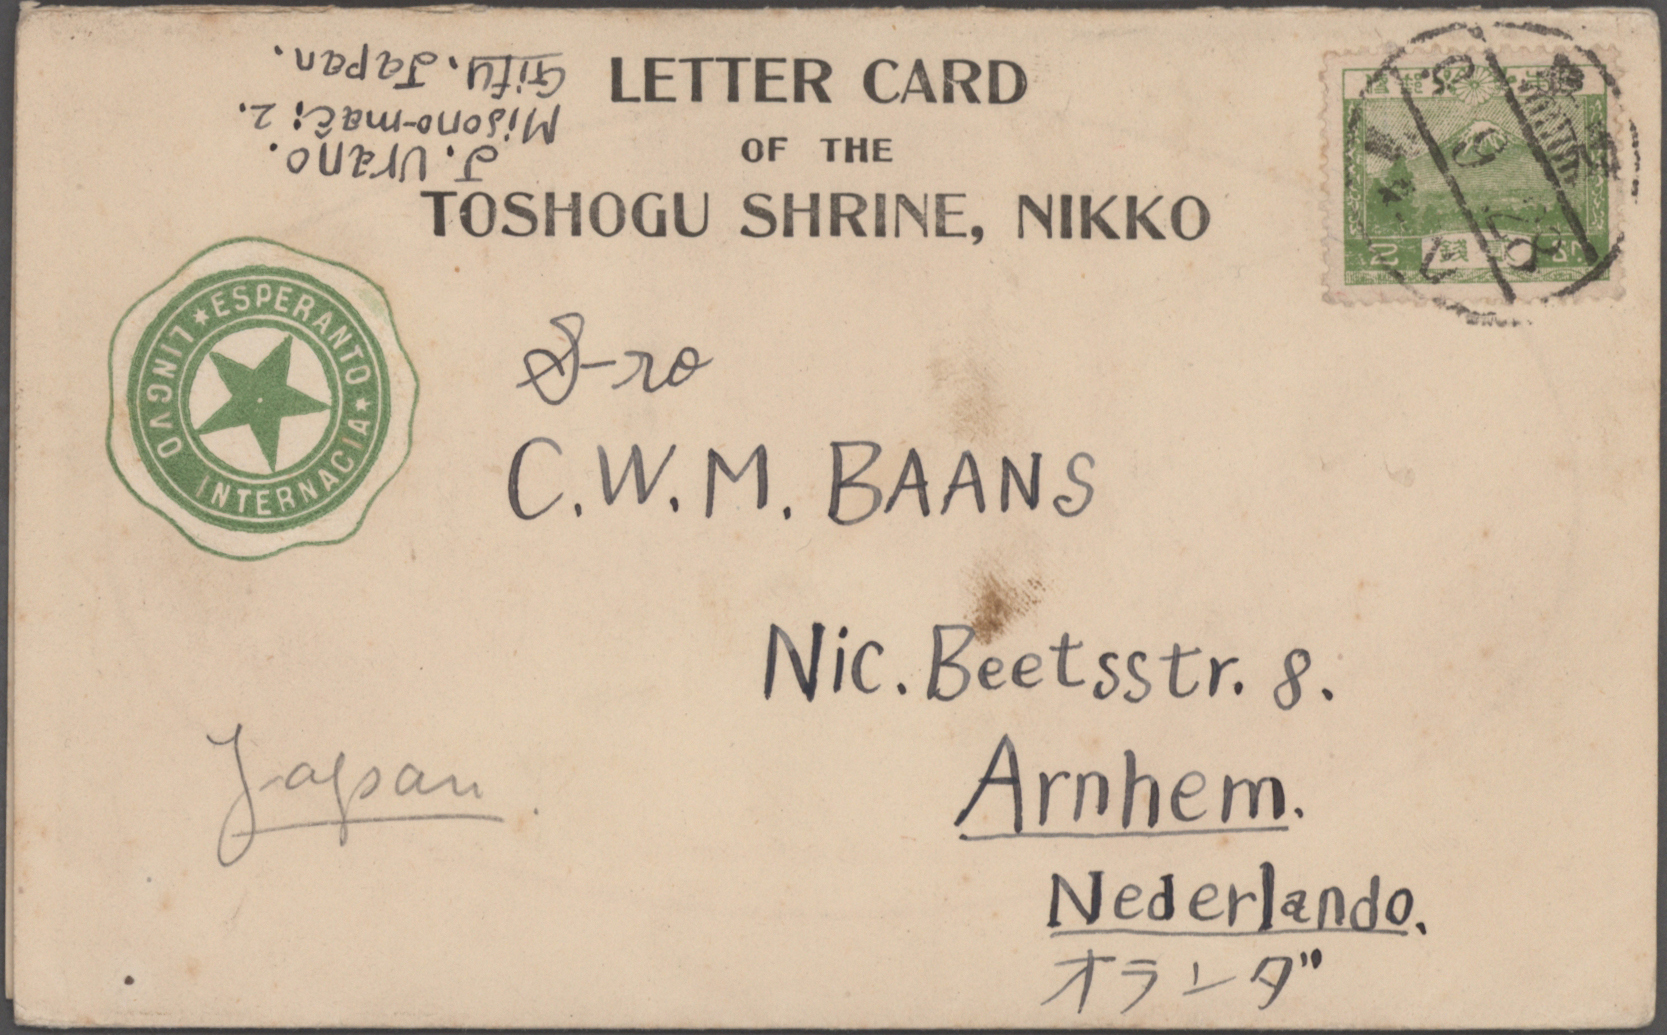 LETTER CARD
OF THE
TOSHOGU SHRINE, NIKKO
J. Urano.
Misono-maĉi 2.
Gifu. Japan.
ESPERANTO * LINGVO INTERNACIA *
S-ro
C. W. M. BAANS
Nic. Beetsstr. 8.
Arnhem.
Nederlando.
オランダ
Japan.